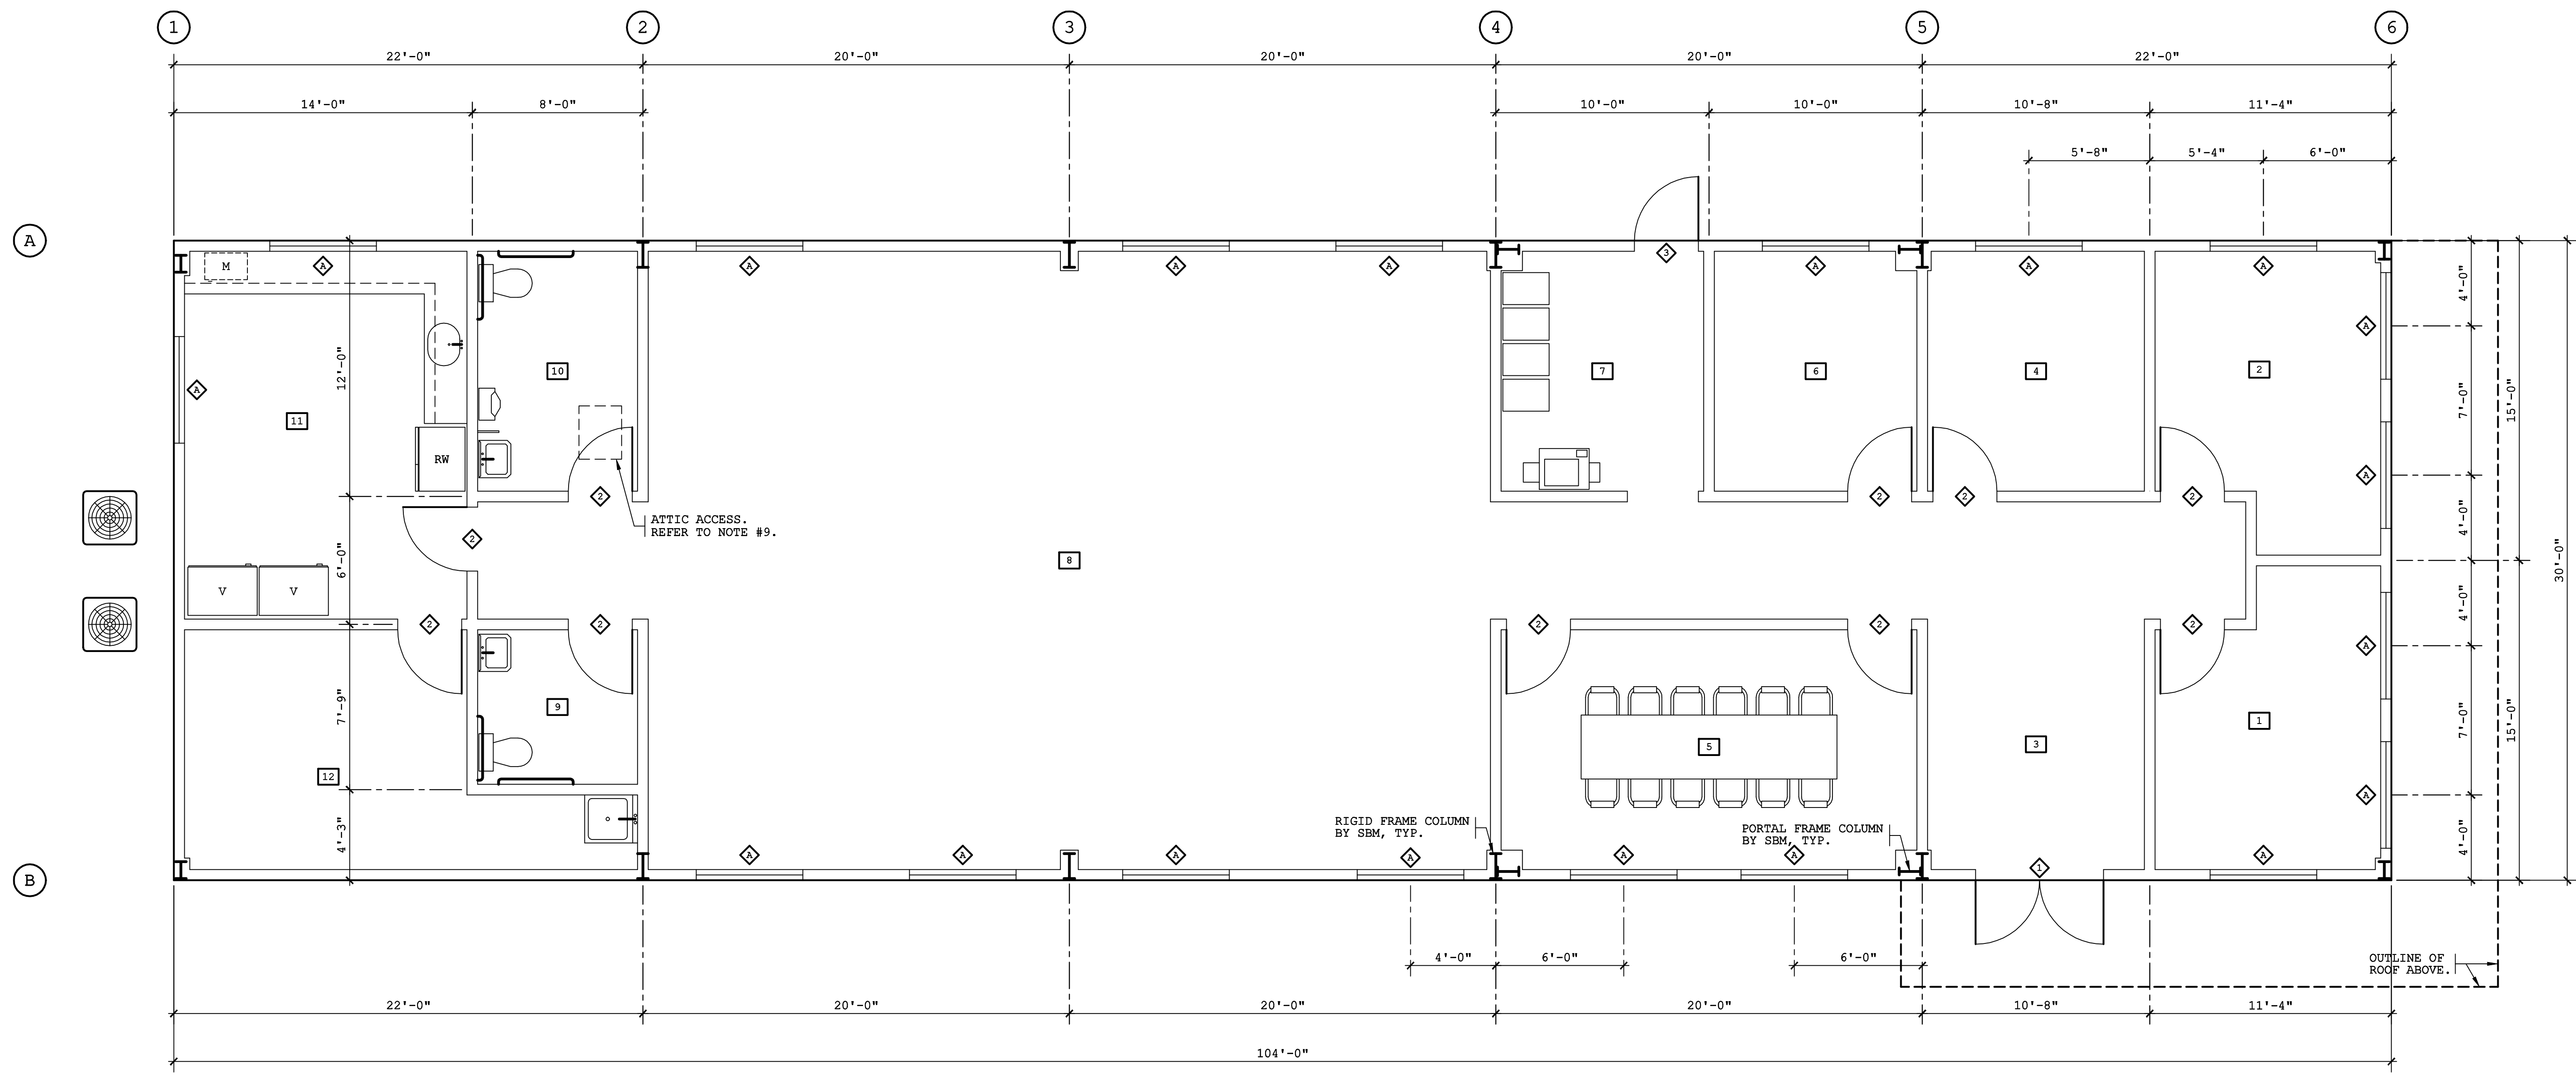 1 2 3 4 5 6
22'-0" 20'-0" 20'-0" 20'-0" 22'-0"
14'-0" 8'-0" 10'-0" 10'-0" 10'-8" 11'-4"
5'-8" 5'-4" 6'-0"
A
M A A A A 3 A A A
4'-0"
A
12'-0"
10 7 6 4 2
A
7'-0" 15'-0"
11
RW
A
2 2 2 2
ATTIC ACCESS.
REFER TO NOTE #9.
4'-0"
2
6'-0"
8
30'-0"
V V
4'-0"
2 2 2 2 2
A
9
7'-9"
1
7'-0" 15'-0"
5 3
12
A
RIGID FRAME COLUMN
BY SBM, TYP.
PORTAL FRAME COLUMN
BY SBM, TYP.
4'-3"
4'-0"
A A A A A A 1 A
B
4'-0" 6'-0" 6'-0"
OUTLINE OF
ROOF ABOVE.
22'-0" 20'-0" 20'-0" 20'-0" 10'-8" 11'-4"
104'-0"